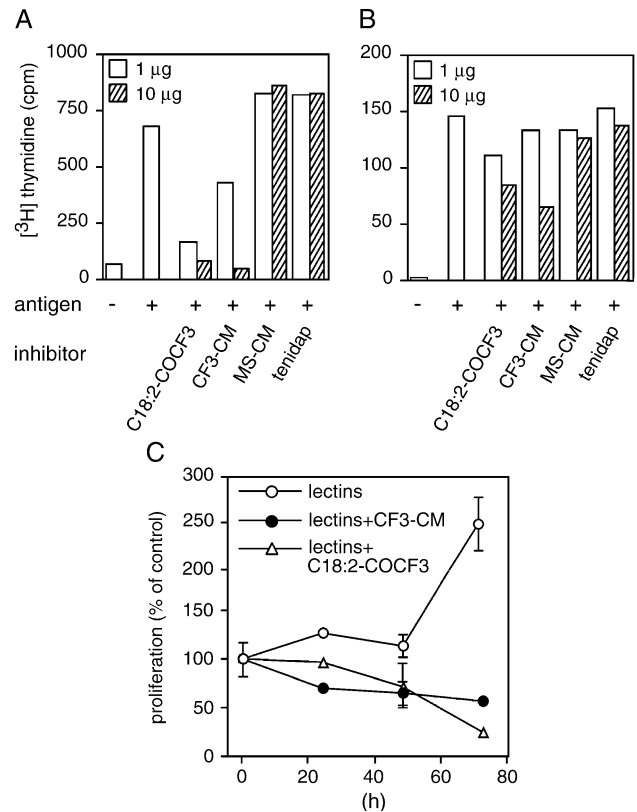 A
[3H] thymidine (cpm)
1000
750
500
250
0
1 µg
10 µg
antigen - + + + + +
inhibitor
C18:2-COCF3
CF3-CM
MS-CM
tenidap
B
200
150
100
50
0
1 µg
10 µg
- + + + + +
C18:2-COCF3
CF3-CM
MS-CM
tenidap
C
proliferation (% of control)
300
250
200
150
100
50
0
lectins
lectins+CF3-CM
lectins+
C18:2-COCF3
0 20 40 60 80
(h)